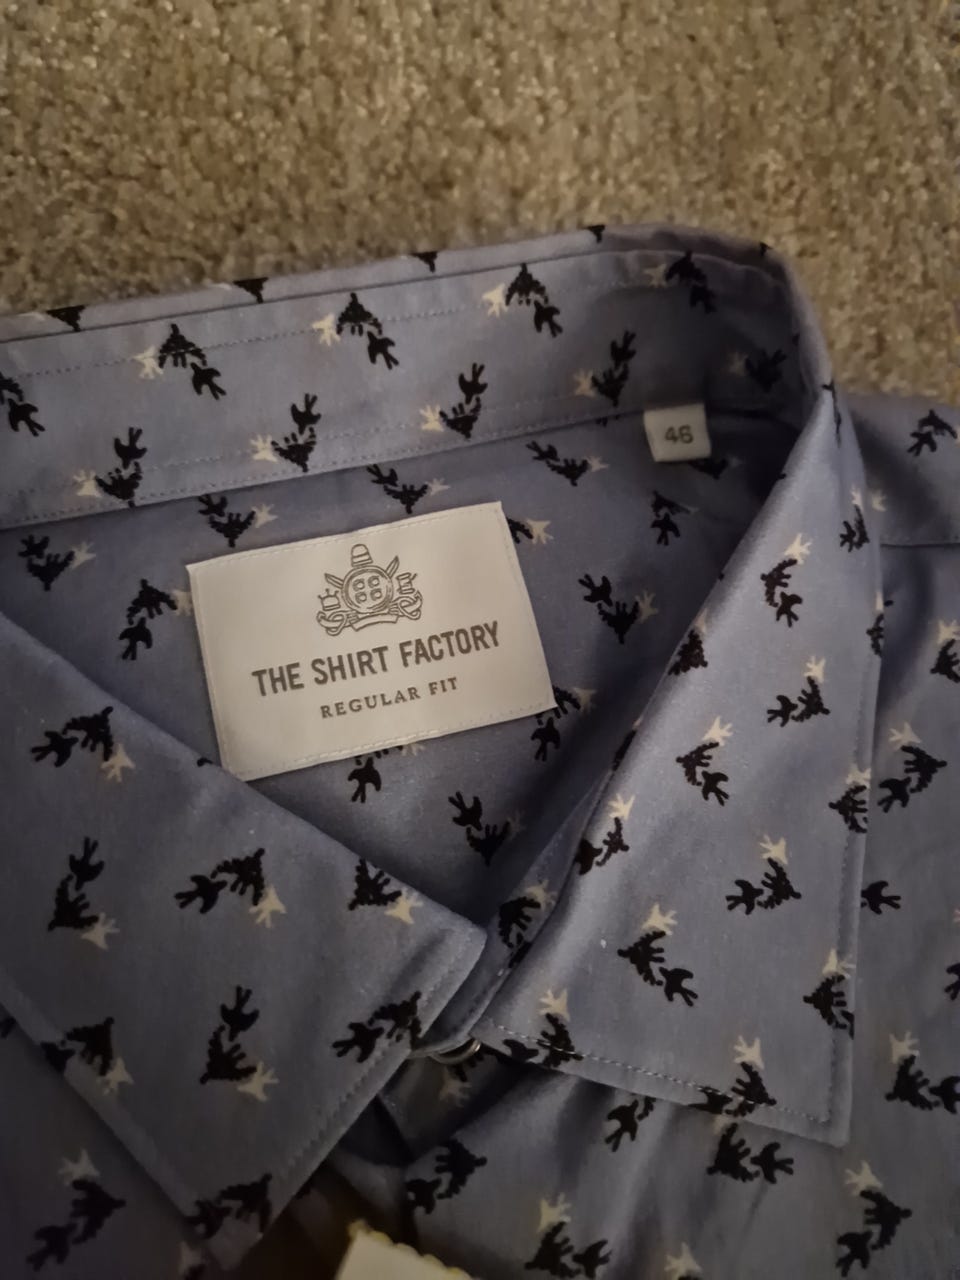 46
THE SHIRT FACTORY
REGULAR FIT